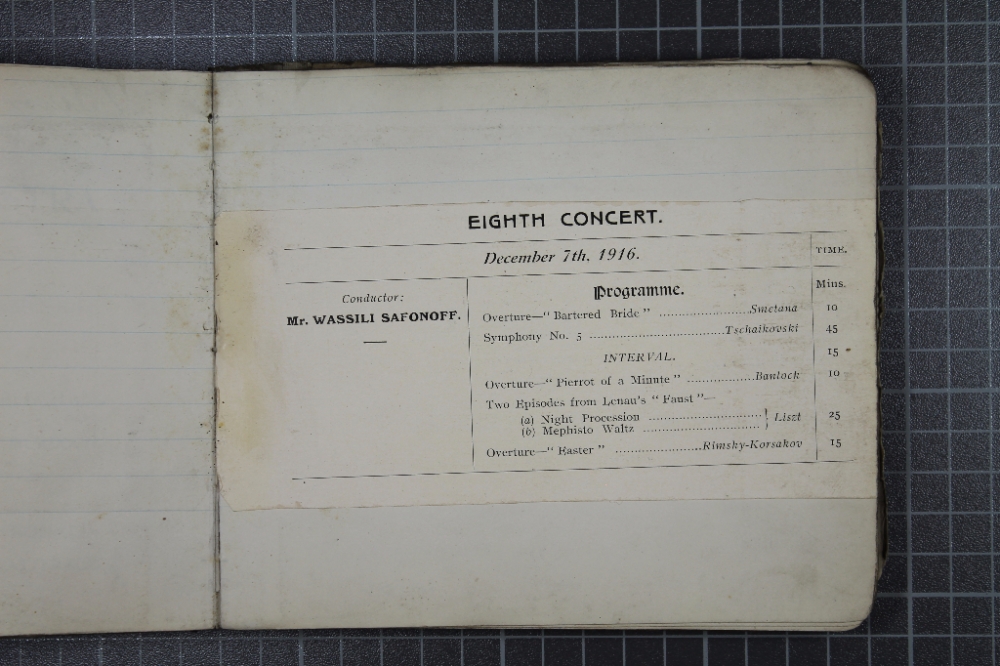 EIGHTH CONCERT.
December 7th, 1916.
TIME.
Conductor:
Mr. WASSILI SAFONOFF.
Programme.
Mins.
Overture—"Bartered Bride" ........................Smetana 10
Symphony No. 5 ...................................Tschaikovski 45
INTERVAL. 15
Overture—"Pierrot of a Minute" ..................Bantock 10
Two Episodes from Lenau's "Faust"—
(a) Night Procession ..............................
(b) Mephisto Waltz ..............................
} Liszt 25
Overture—"Easter" .......................Rimsky-Korsakov 15